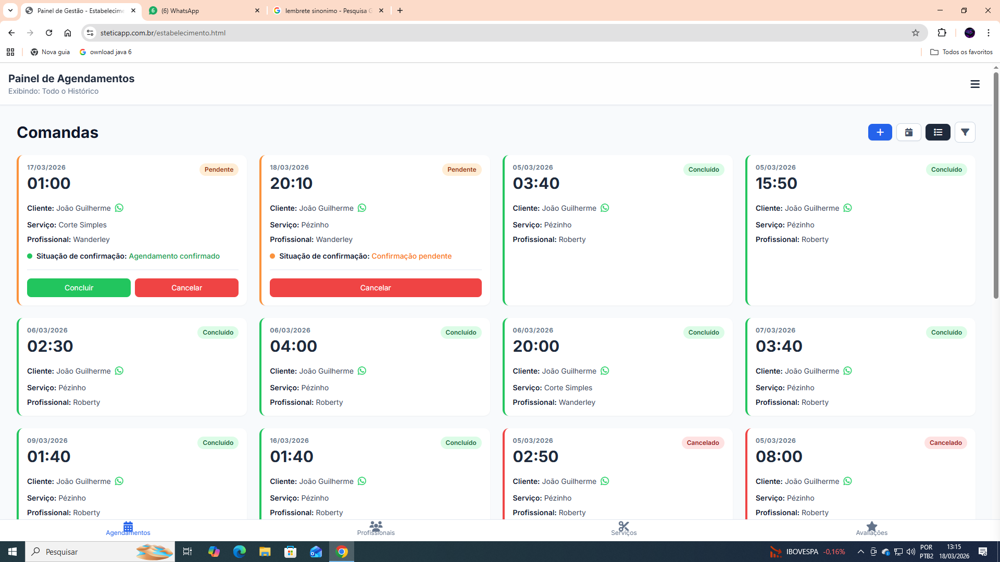 Painel de Gestão - Estabelecime
6
(6) WhatsApp
lembrete sinonimo - Pesquisa G
steticapp.com.br/estabelecimento.html
Nova guia
ownload java 6
Todos os favoritos
Painel de Agendamentos
Exibindo: Todo o Histórico
Comandas
17/03/2026
Pendente
01:00
Cliente: João Guilherme
Serviço: Corte Simples
Profissional: Wanderley
Situação de confirmação: Agendamento confirmado
Concluir
Cancelar
18/03/2026
Pendente
20:10
Cliente: João Guilherme
Serviço: Pézinho
Profissional: Wanderley
Situação de confirmação: Confirmação pendente
Cancelar
05/03/2026
Concluído
03:40
Cliente: João Guilherme
Serviço: Pézinho
Profissional: Roberty
05/03/2026
Concluído
15:50
Cliente: João Guilherme
Serviço: Pézinho
Profissional: Roberty
06/03/2026
Concluído
02:30
Cliente: João Guilherme
Serviço: Pézinho
Profissional: Roberty
06/03/2026
Concluído
04:00
Cliente: João Guilherme
Serviço: Pézinho
Profissional: Roberty
06/03/2026
Concluído
20:00
Cliente: João Guilherme
Serviço: Corte Simples
Profissional: Wanderley
07/03/2026
Concluído
03:40
Cliente: João Guilherme
Serviço: Pézinho
Profissional: Roberty
09/03/2026
Concluído
01:40
Cliente: João Guilherme
Serviço: Pézinho
Profissional: Roberty
16/03/2026
Concluído
01:40
Cliente: João Guilherme
Serviço: Pézinho
Profissional: Roberty
05/03/2026
Cancelado
02:50
Cliente: João Guilherme
Serviço: Pézinho
Profissional: Roberty
05/03/2026
Cancelado
08:00
Cliente: João Guilherme
Serviço: Pézinho
Profissional: Roberty
Agendamentos
Profissionais
Serviços
Avaliações
Pesquisar
IBOVESPA -0,16%
POR
PTB2
13:15
18/03/2026